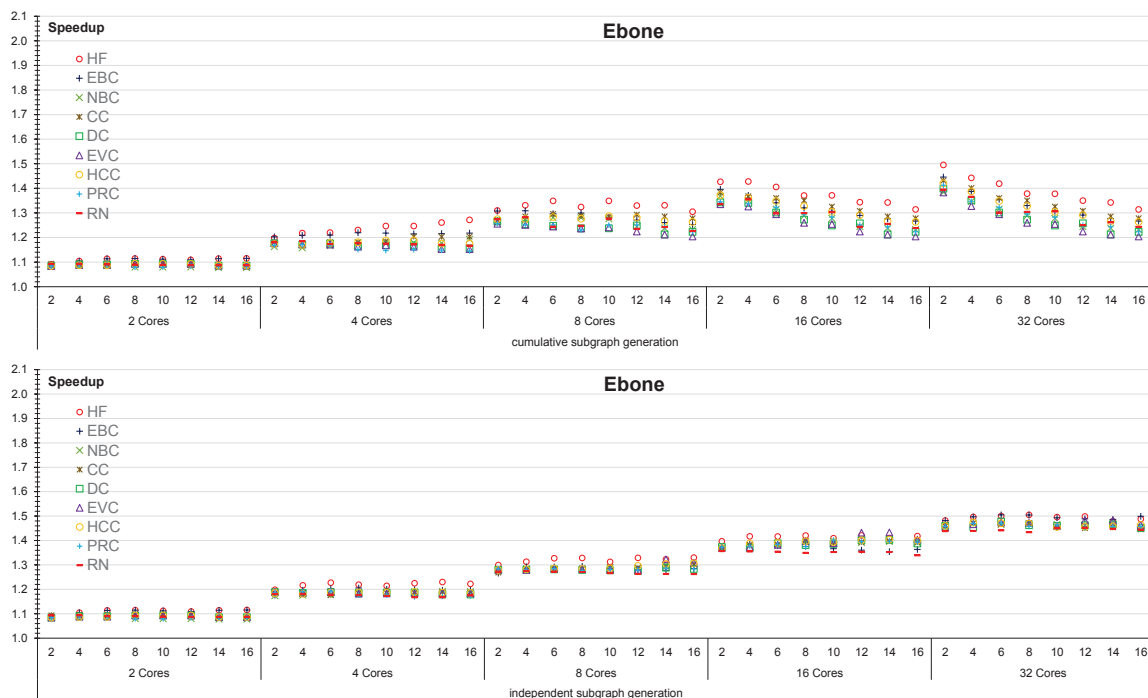 2.1
Speedup
Ebone
2.0
HF
1.9
EBC
1.8
NBC
1.7
CC
1.6
DC
1.5
EVC
1.4
HCC
1.3
PRC
1.2
RN
1.1
1.0
2 4 6 8 10 12 14 16 2 4 6 8 10 12 14 16 2 4 6 8 10 12 14 16 2 4 6 8 10 12 14 16 2 4 6 8 10 12 14 16
2 Cores 4 Cores 8 Cores 16 Cores 32 Cores
cumulative subgraph generation
2.1
Speedup
Ebone
2.0
HF
1.9
EBC
1.8
NBC
1.7
CC
1.6
DC
1.5
EVC
1.4
HCC
1.3
PRC
1.2
RN
1.1
1.0
2 4 6 8 10 12 14 16 2 4 6 8 10 12 14 16 2 4 6 8 10 12 14 16 2 4 6 8 10 12 14 16 2 4 6 8 10 12 14 16
2 Cores 4 Cores 8 Cores 16 Cores 32 Cores
independent subgraph generation